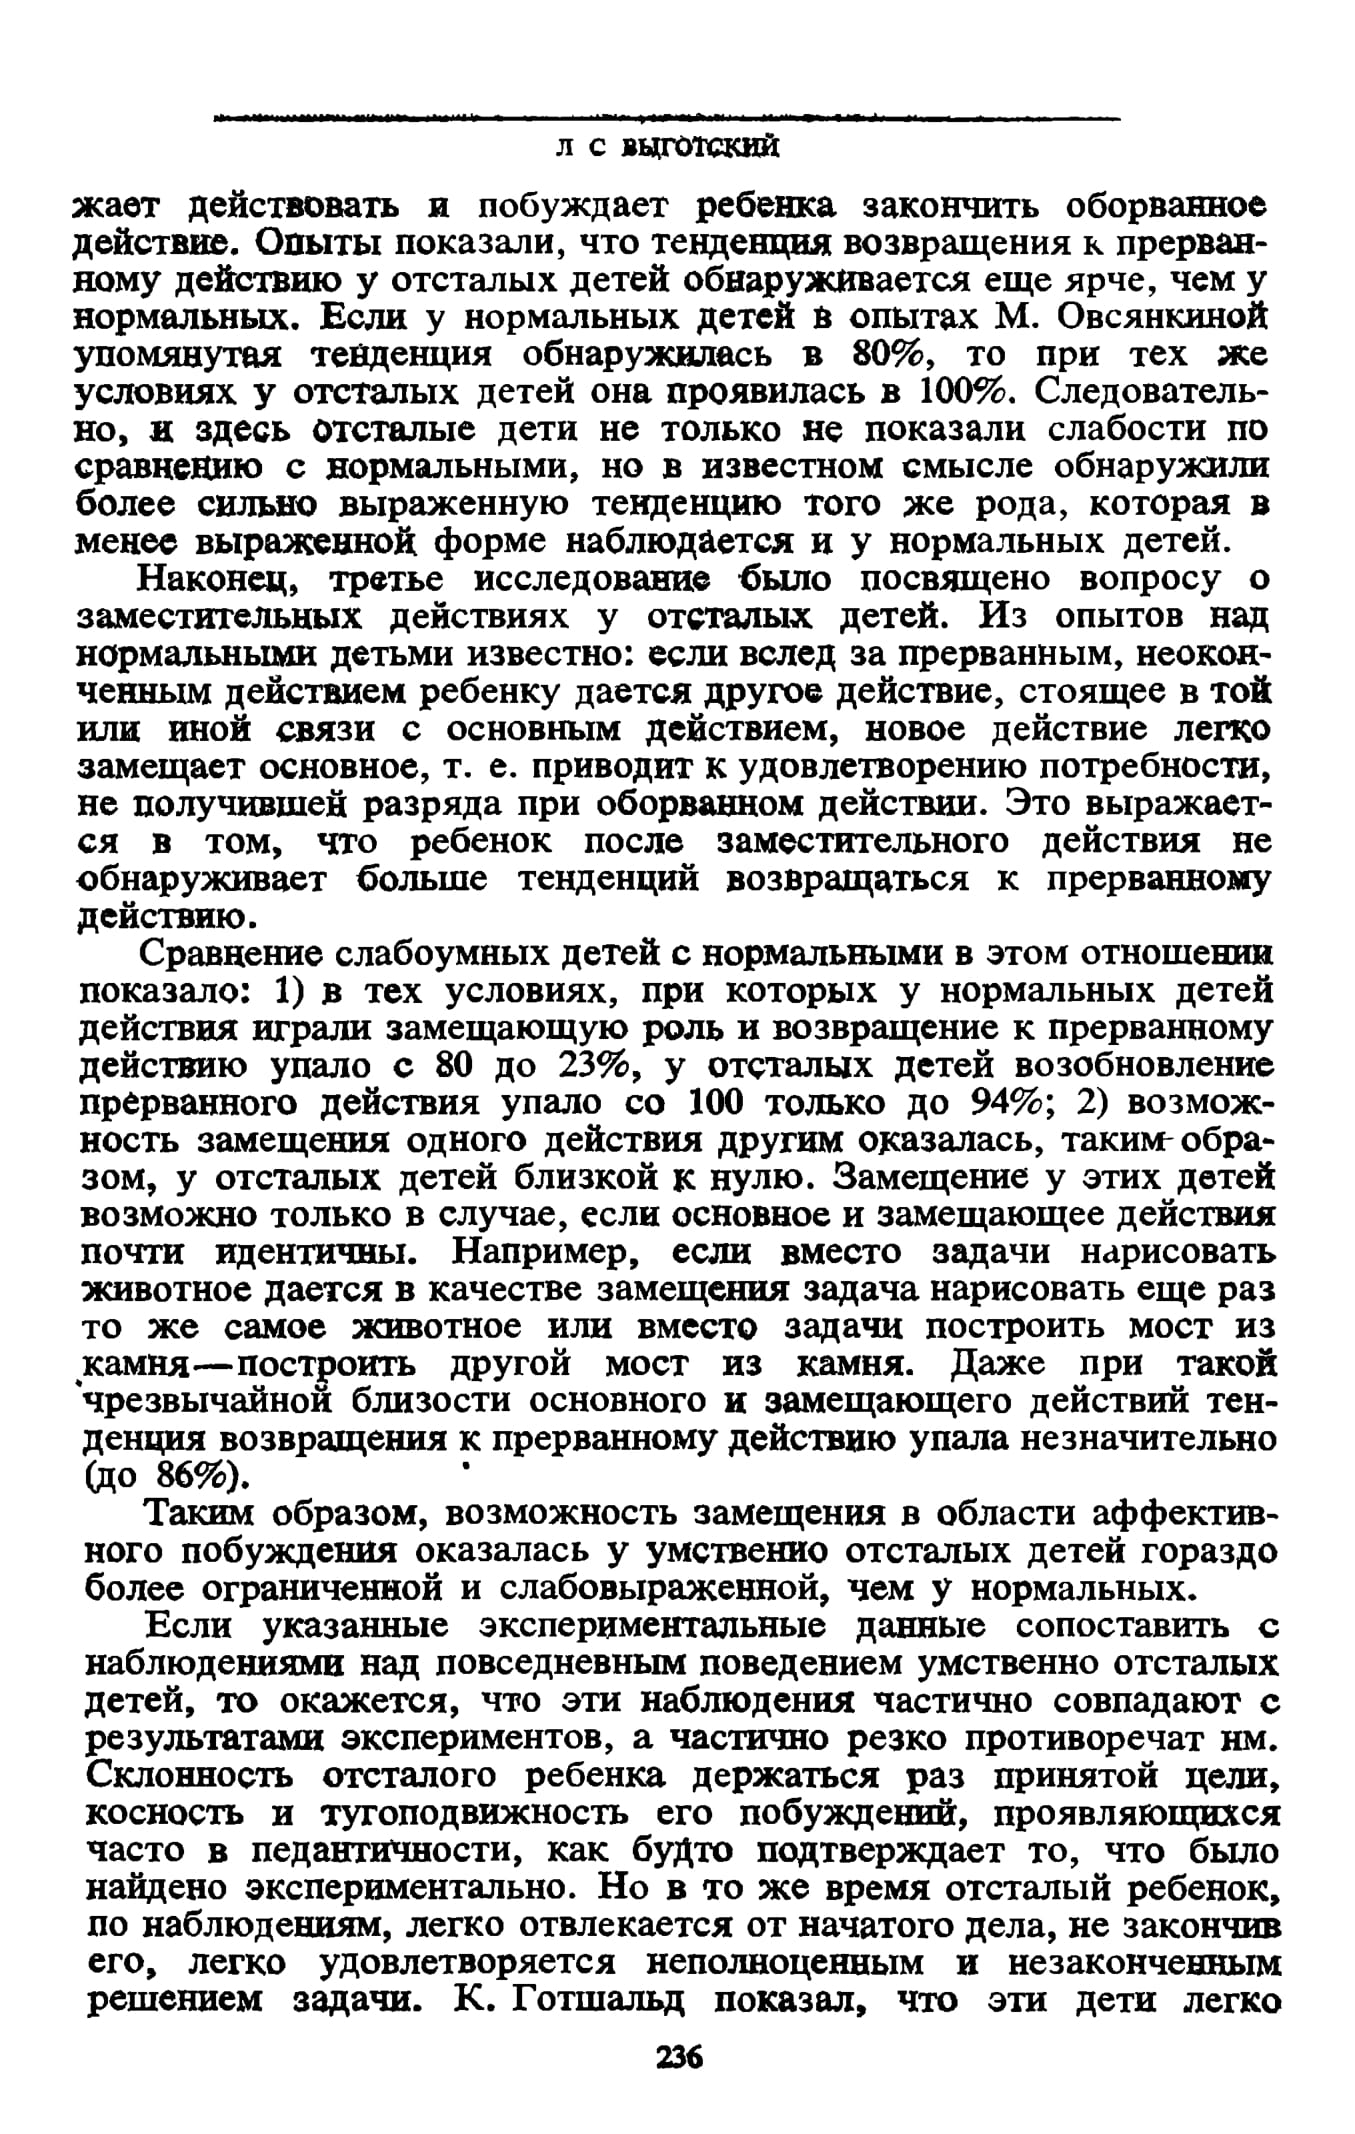 Л С ВЫГОТСКИЙ
жает действовать и побуждает ребенка закончить оборванное
действие. Опыты показали, что тенденция возвращения к прерван-
ному действию у отсталых детей обнаруживается еще ярче, чем у
нормальных. Если у нормальных детей в опытах М. Овсянкиной
упомянутая тенденция обнаружилась в 80%, то при тех же
условиях у отсталых детей она проявилась в 100%. Следователь-
но, и здесь отсталые дети не только не показали слабости по
сравнению с нормальными, но в известном смысле обнаружили
более сильно выраженную тенденцию того же рода, которая в
менее выраженной форме наблюдается и у нормальных детей.
Наконец, третье исследование было посвящено вопросу о
заместительных действиях у отсталых детей. Из опытов над
нормальными детьми известно: если вслед за прерванным, неокон-
ченным действием ребенку дается другое действие, стоящее в той
или иной связи с основным действием, новое действие легко
замещает основное, т. е. приводит к удовлетворению потребности,
не получившей разряда при оборванном действии. Это выражает-
ся в том, что ребенок после заместительного действия не
обнаруживает больше тенденций возвращаться к прерванному
действию.
Сравнение слабоумных детей с нормальными в этом отношении
показало: 1) в тех условиях, при которых у нормальных детей
действия играли замещающую роль и возвращение к прерванному
действию упало с 80 до 23%, у отсталых детей возобновление
прерванного действия упало со 100 только до 94%; 2) возмож-
ность замещения одного действия другим оказалась, таким обра-
зом, у отсталых детей близкой к нулю. Замещение у этих детей
возможно только в случае, если основное и замещающее действия
почти идентичны. Например, если вместо задачи нарисовать
животное дается в качестве замещения задача нарисовать еще раз
то же самое животное или вместо задачи построить мост из
камня—построить другой мост из камня. Даже при такой
чрезвычайной близости основного и замещающего действий тен-
денция возвращения к прерванному действию упала незначительно
(до 86%).
Таким образом, возможность замещения в области аффектив-
ного побуждения оказалась у умственно отсталых детей гораздо
более ограниченной и слабовыраженной, чем у нормальных.
Если указанные экспериментальные данные сопоставить с
наблюдениями над повседневным поведением умственно отсталых
детей, то окажется, что эти наблюдения частично совпадают с
результатами экспериментов, а частично резко противоречат им.
Склонность отсталого ребенка держаться раз принятой цели,
косность и тугоподвижность его побуждений, проявляющихся
часто в педантичности, как будто подтверждает то, что было
найдено экспериментально. Но в то же время отсталый ребенок,
по наблюдениям, легко отвлекается от начатого дела, не закончив
его, легко удовлетворяется неполноценным и незаконченным
решением задачи. К. Готшальд показал, что эти дети легко
236